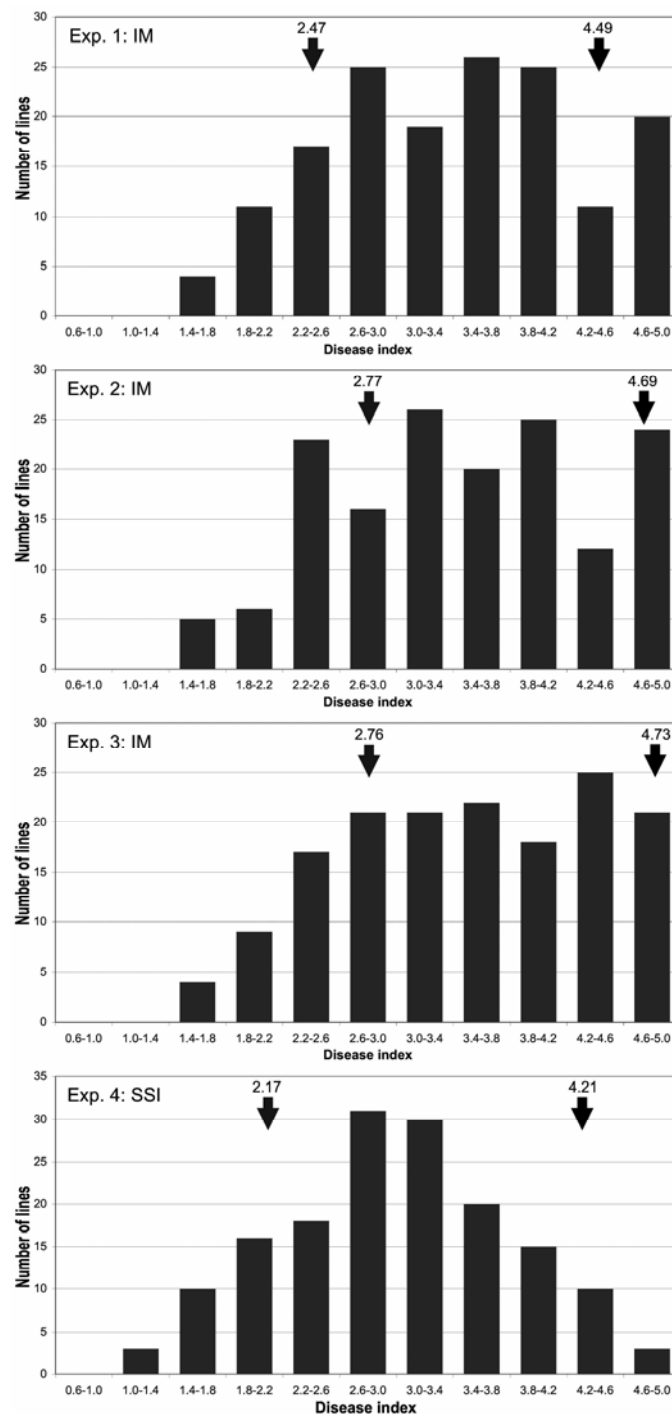 30
Exp. 1: IM
2.47
4.49
25
20
15
10
5
0
Number of lines
0.6-1.0 1.0-1.4 1.4-1.8 1.8-2.2 2.2-2.6 2.6-3.0 3.0-3.4 3.4-3.8 3.8-4.2 4.2-4.6 4.6-5.0
Disease index
30
Exp. 2: IM
2.77
4.69
25
20
15
10
5
0
Number of lines
0.6-1.0 1.0-1.4 1.4-1.8 1.8-2.2 2.2-2.6 2.6-3.0 3.0-3.4 3.4-3.8 3.8-4.2 4.2-4.6 4.6-5.0
Disease index
30
Exp. 3: IM
2.76
4.73
25
20
15
10
5
0
Number of lines
0.6-1.0 1.0-1.4 1.4-1.8 1.8-2.2 2.2-2.6 2.6-3.0 3.0-3.4 3.4-3.8 3.8-4.2 4.2-4.6 4.6-5.0
Disease index
35
Exp. 4: SSI
2.17
4.21
30
25
20
15
10
5
0
Number of lines
0.6-1.0 1.0-1.4 1.4-1.8 1.8-2.2 2.2-2.6 2.6-3.0 3.0-3.4 3.4-3.8 3.8-4.2 4.2-4.6 4.6-5.0
Disease index